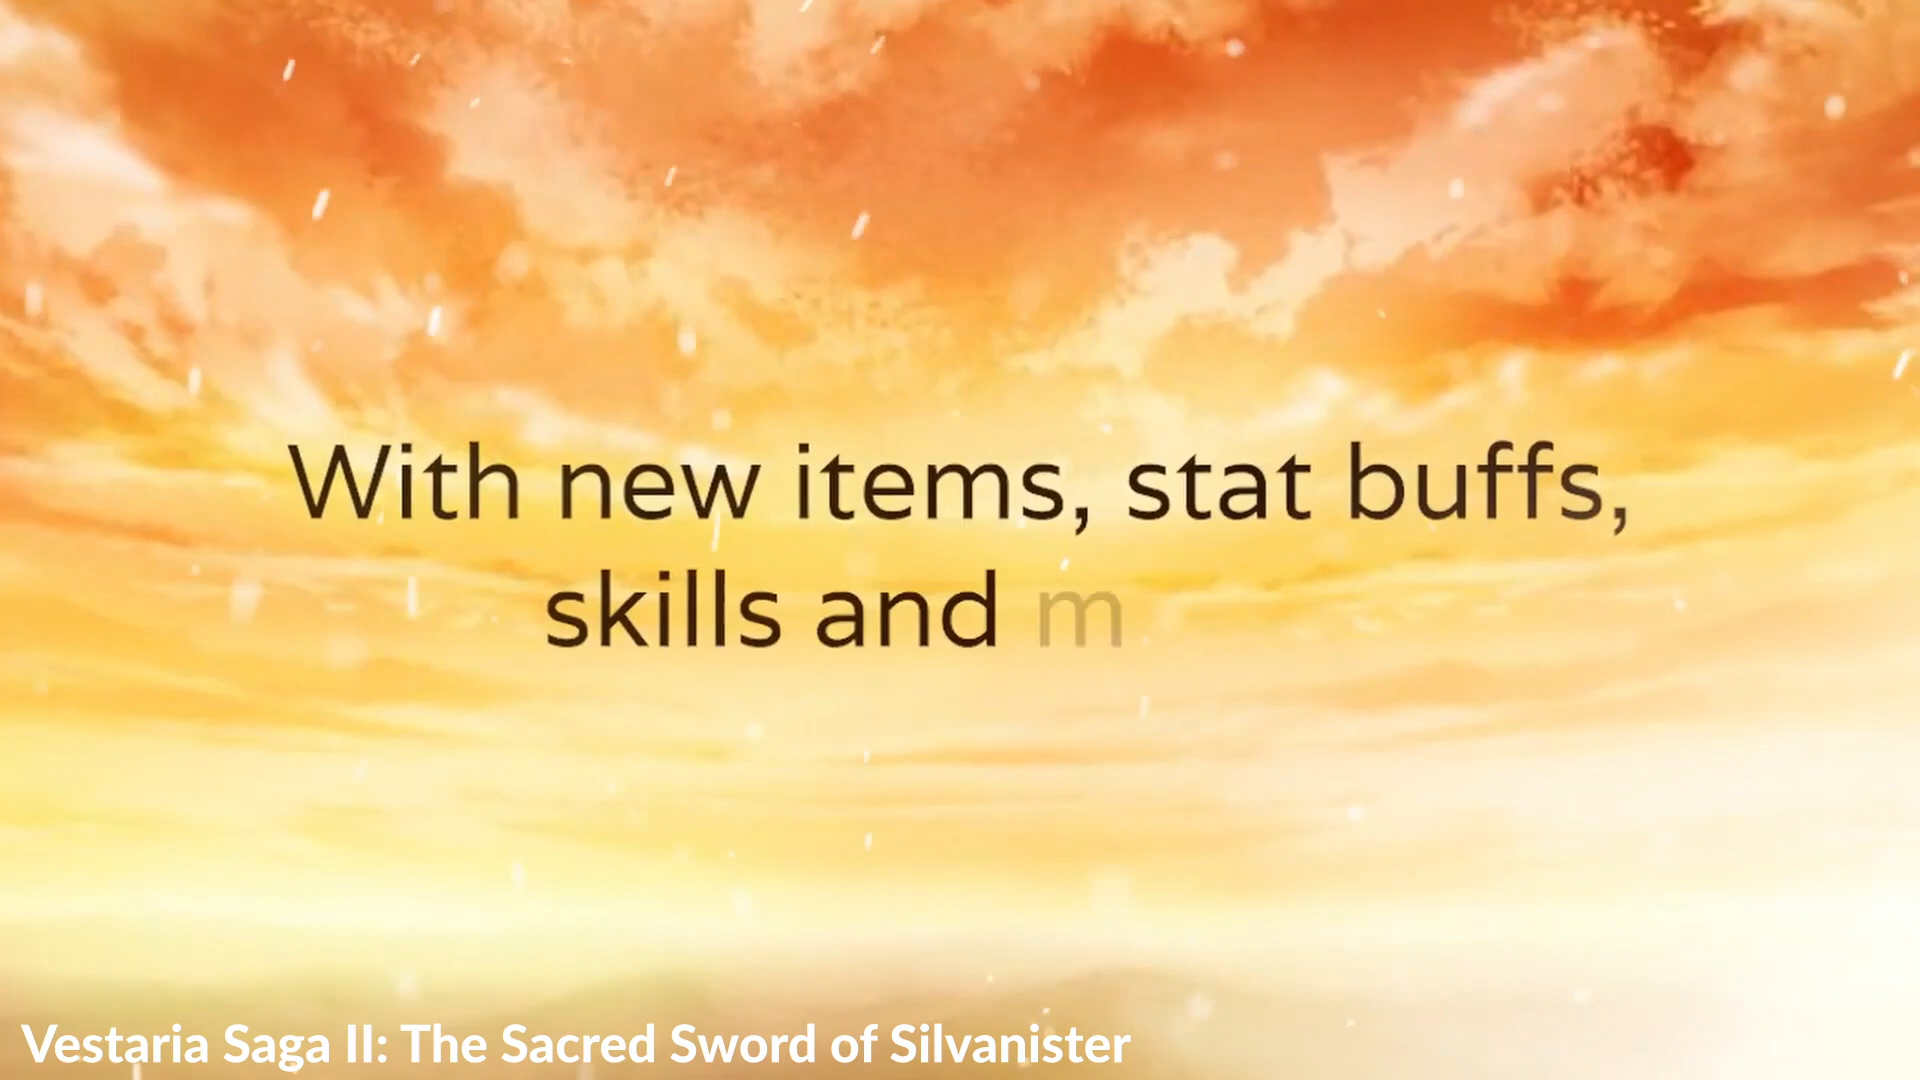 With new items, stat buffs,
skills and m
Vestaria Saga II: The Sacred Sword of Silvanister